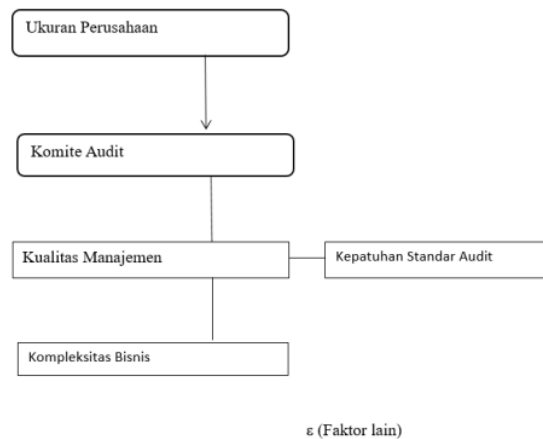 Ukuran Perusahaan
Komite Audit
Kualitas Manajemen
Kepatuhan Standar Audit
Kompleksitas Bisnis
ε (Faktor lain)